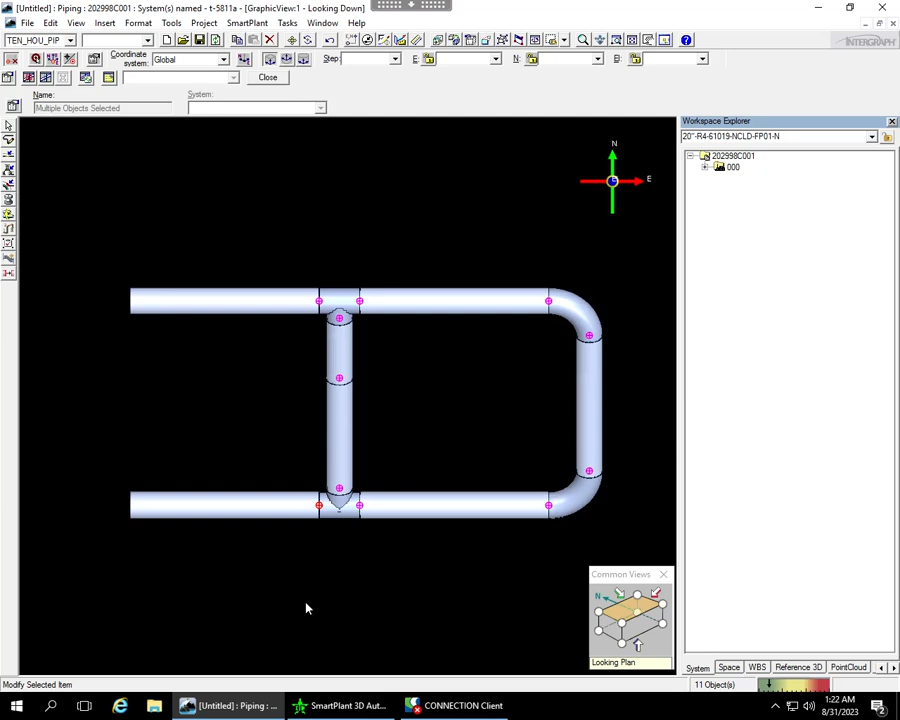 [Untitled] : Piping : 202998C001 : System(s) named - t-5811a - [GraphicView:1 - Looking Down]
File Edit View Insert Format Tools Project SmartPlant Task Window Help
TEN_HOU_PIP
INTERGRAPH
Coordinate system: Global Step: E: N: El:
Close
Name: System:
Multiple Objects Selected
Workspace Explorer
20"-R4-61019-NCLD-FP01-N
202998C001
000
N
E
Common Views
N
Looking Plan
System Space WBS Reference 3D PointCloud
Modify Selected Item
11 Object(s)
[Untitled] : Piping : ... SmartPlant 3D Aut... CONNECTION Client
1:22 AM
8/31/2023
2